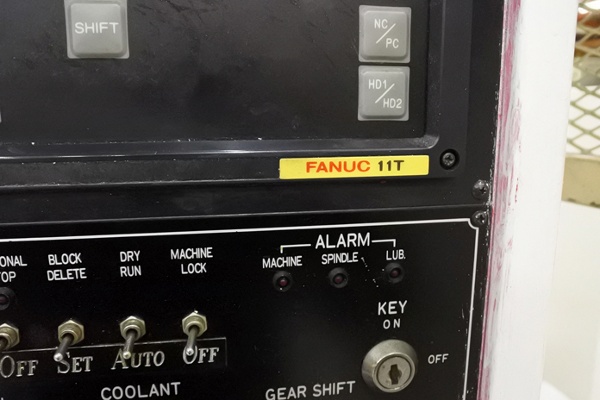 SHIFT
NC/PC
HD1/HD2
FANUC 11T
ALARM
MACHINE SPINDLE LUB.
BLOCK DELETE
DRY RUN
MACHINE LOCK
KEY
ON
OFF
OFF SET AUTO OFF
COOLANT
GEAR SHIFT